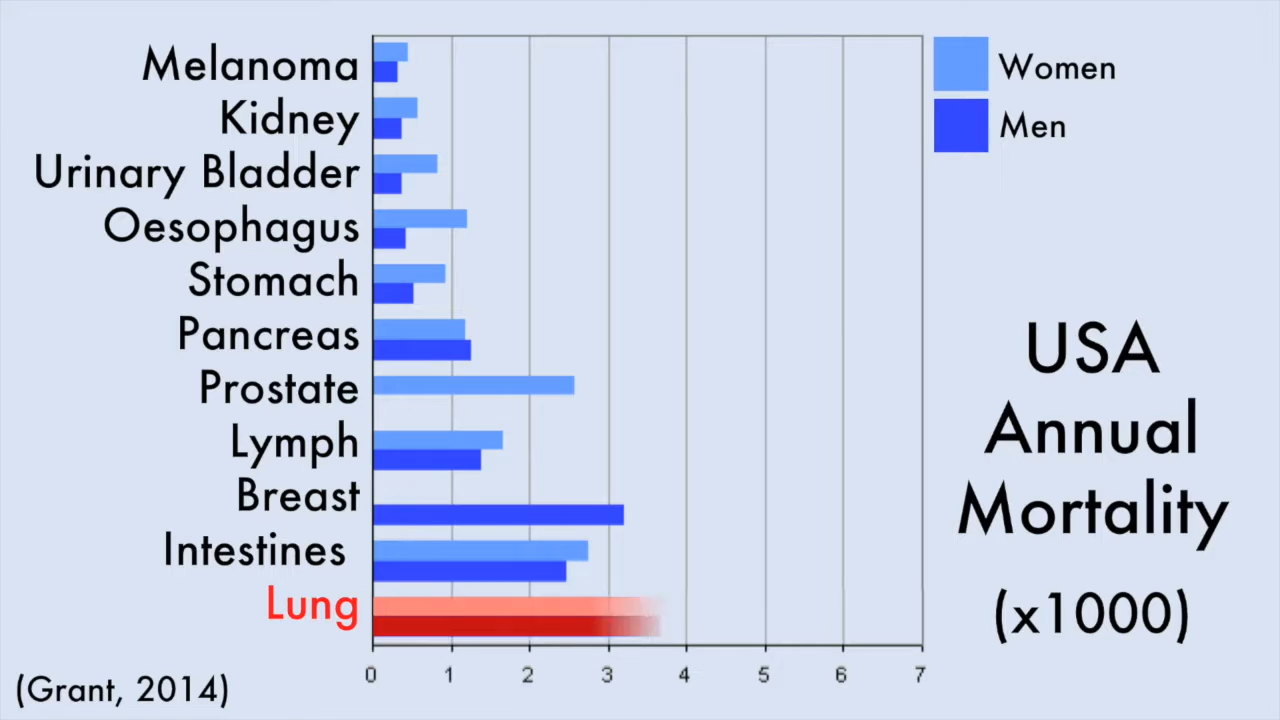 Melanoma
Kidney
Urinary Bladder
Oesophagus
Stomach
Pancreas
Prostate
Lymph
Breast
Intestines
Lung
0 1 2 3 4 5 6 7
Women
Men
USA
Annual
Mortality
(x1000)
(Grant, 2014)